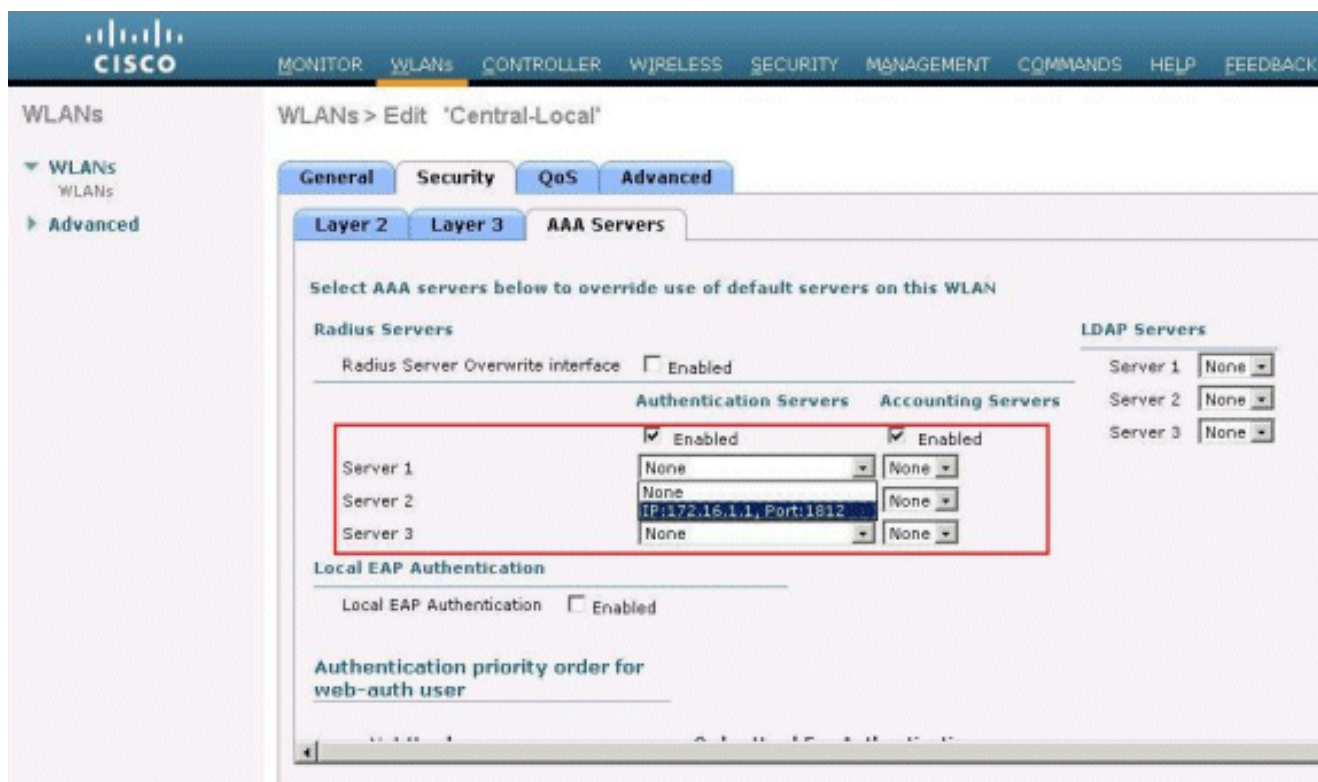 CISCO
MONITOR WLANs CONTROLLER WIRELESS SECURITY MANAGEMENT COMMANDS HELP FEEDBACK
WLANs
WLANs > Edit 'Central-Local'
WLANs
WLANs
Advanced
General Security QoS Advanced
Layer 2 Layer 3 AAA Servers
Select AAA servers below to override use of default servers on this WLAN
Radius Servers
LDAP Servers
Radius Server Overwrite interface Enabled
Server 1 None
Authentication Servers Accounting Servers
Server 2 None
Enabled Enabled
Server 3 None
Server 1 None None
None
Server 2 IP:172.16.1.1, Port:1812 None
Server 3 None None
Local EAP Authentication
Local EAP Authentication Enabled
Authentication priority order for
web-auth user